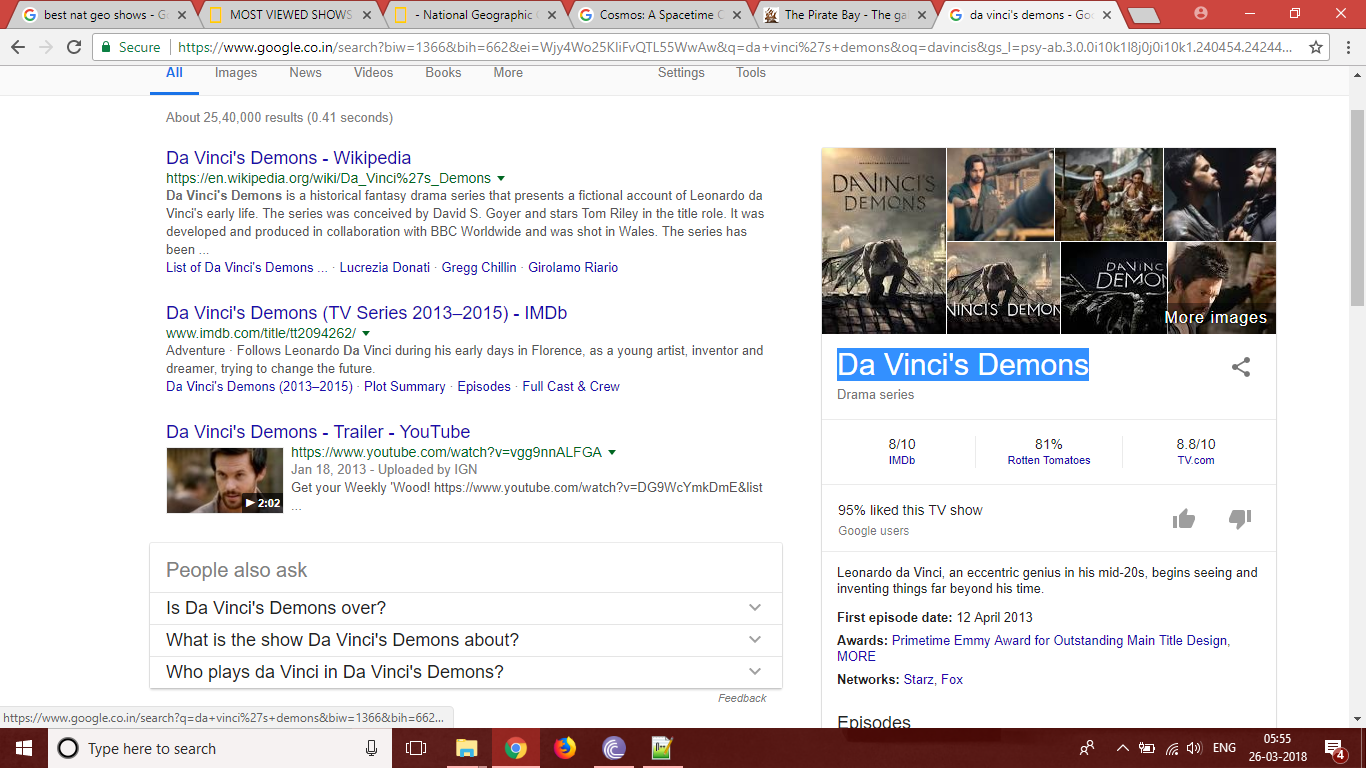 best nat geo shows - Go
MOST VIEWED SHOWS
- National Geographic
Cosmos: A Spacetime
The Pirate Bay - The ga
da vinci's demons - Goo
Secure
https://www.google.co.in/search?biw=1366&bih=662&ei=Wjy4Wo25KIiFvQTL55WwAw&q=da+vinci%27s+demons&oq=davincis&gs_l=psy-ab.3.0.0i10k1l8j0j0i10k1.240454.24244...
All
Images
News
Videos
Books
More
Settings
Tools
About 25,40,000 results (0.41 seconds)
Da Vinci's Demons - Wikipedia
https://en.wikipedia.org/wiki/Da_Vinci%27s_Demons
Da Vinci's Demons is a historical fantasy drama series that presents a fictional account of Leonardo da
Vinci's early life. The series was conceived by David S. Goyer and stars Tom Riley in the title role. It was
developed and produced in collaboration with BBC Worldwide and was shot in Wales. The series has
been ...
List of Da Vinci's Demons ... · Lucrezia Donati · Gregg Chillin · Girolamo Riario
Da Vinci's Demons (TV Series 2013–2015) - IMDb
www.imdb.com/title/tt2094262/
Adventure · Follows Leonardo Da Vinci during his early days in Florence, as a young artist, inventor and
dreamer, trying to change the future.
Da Vinci's Demons (2013–2015) · Plot Summary · Episodes · Full Cast & Crew
Da Vinci's Demons - Trailer - YouTube
https://www.youtube.com/watch?v=vgg9nnALFGA
Jan 18, 2013 - Uploaded by IGN
Get your Weekly 'Wood! https://www.youtube.com/watch?v=DG9WcYmkDmE&list
...
2:02
People also ask
Is Da Vinci's Demons over?
What is the show Da Vinci's Demons about?
Who plays da Vinci in Da Vinci's Demons?
Feedback
DAVINCI'S
DEMONS
VINCI'S DEMONS
DAVINCI
DEMON
More images
Da Vinci's Demons
Drama series
8/10
IMDb
81%
Rotten Tomatoes
8.8/10
TV.com
95% liked this TV show
Google users
Leonardo da Vinci, an eccentric genius in his mid-20s, begins seeing and
inventing things far beyond his time.
First episode date: 12 April 2013
Awards: Primetime Emmy Award for Outstanding Main Title Design,
MORE
Networks: Starz, Fox
Episodes
https://www.google.co.in/search?q=da+vinci%27s+demons&biw=1366&bih=662...
Type here to search
ENG
05:55
26-03-2018
4